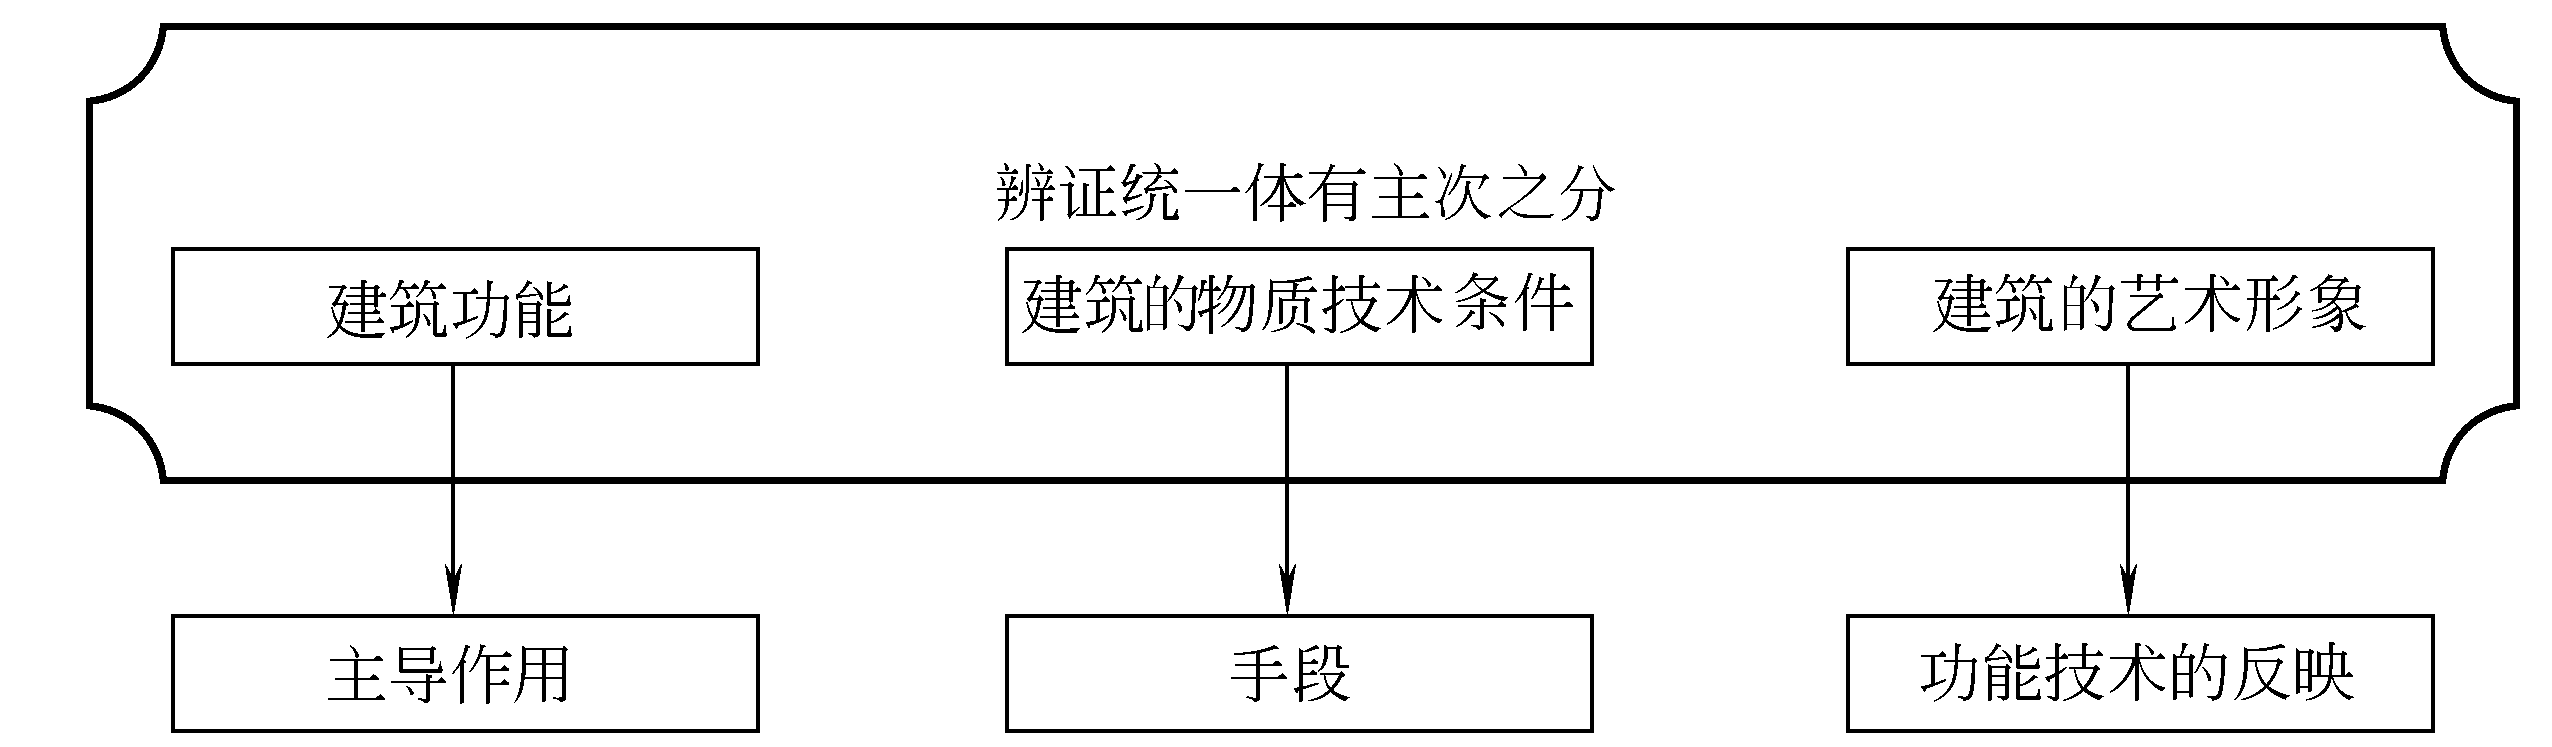 辨证统一体有主次之分
建筑功能
建筑的物质技术条件
建筑的艺术形象
主导作用
手段
功能技术的反映